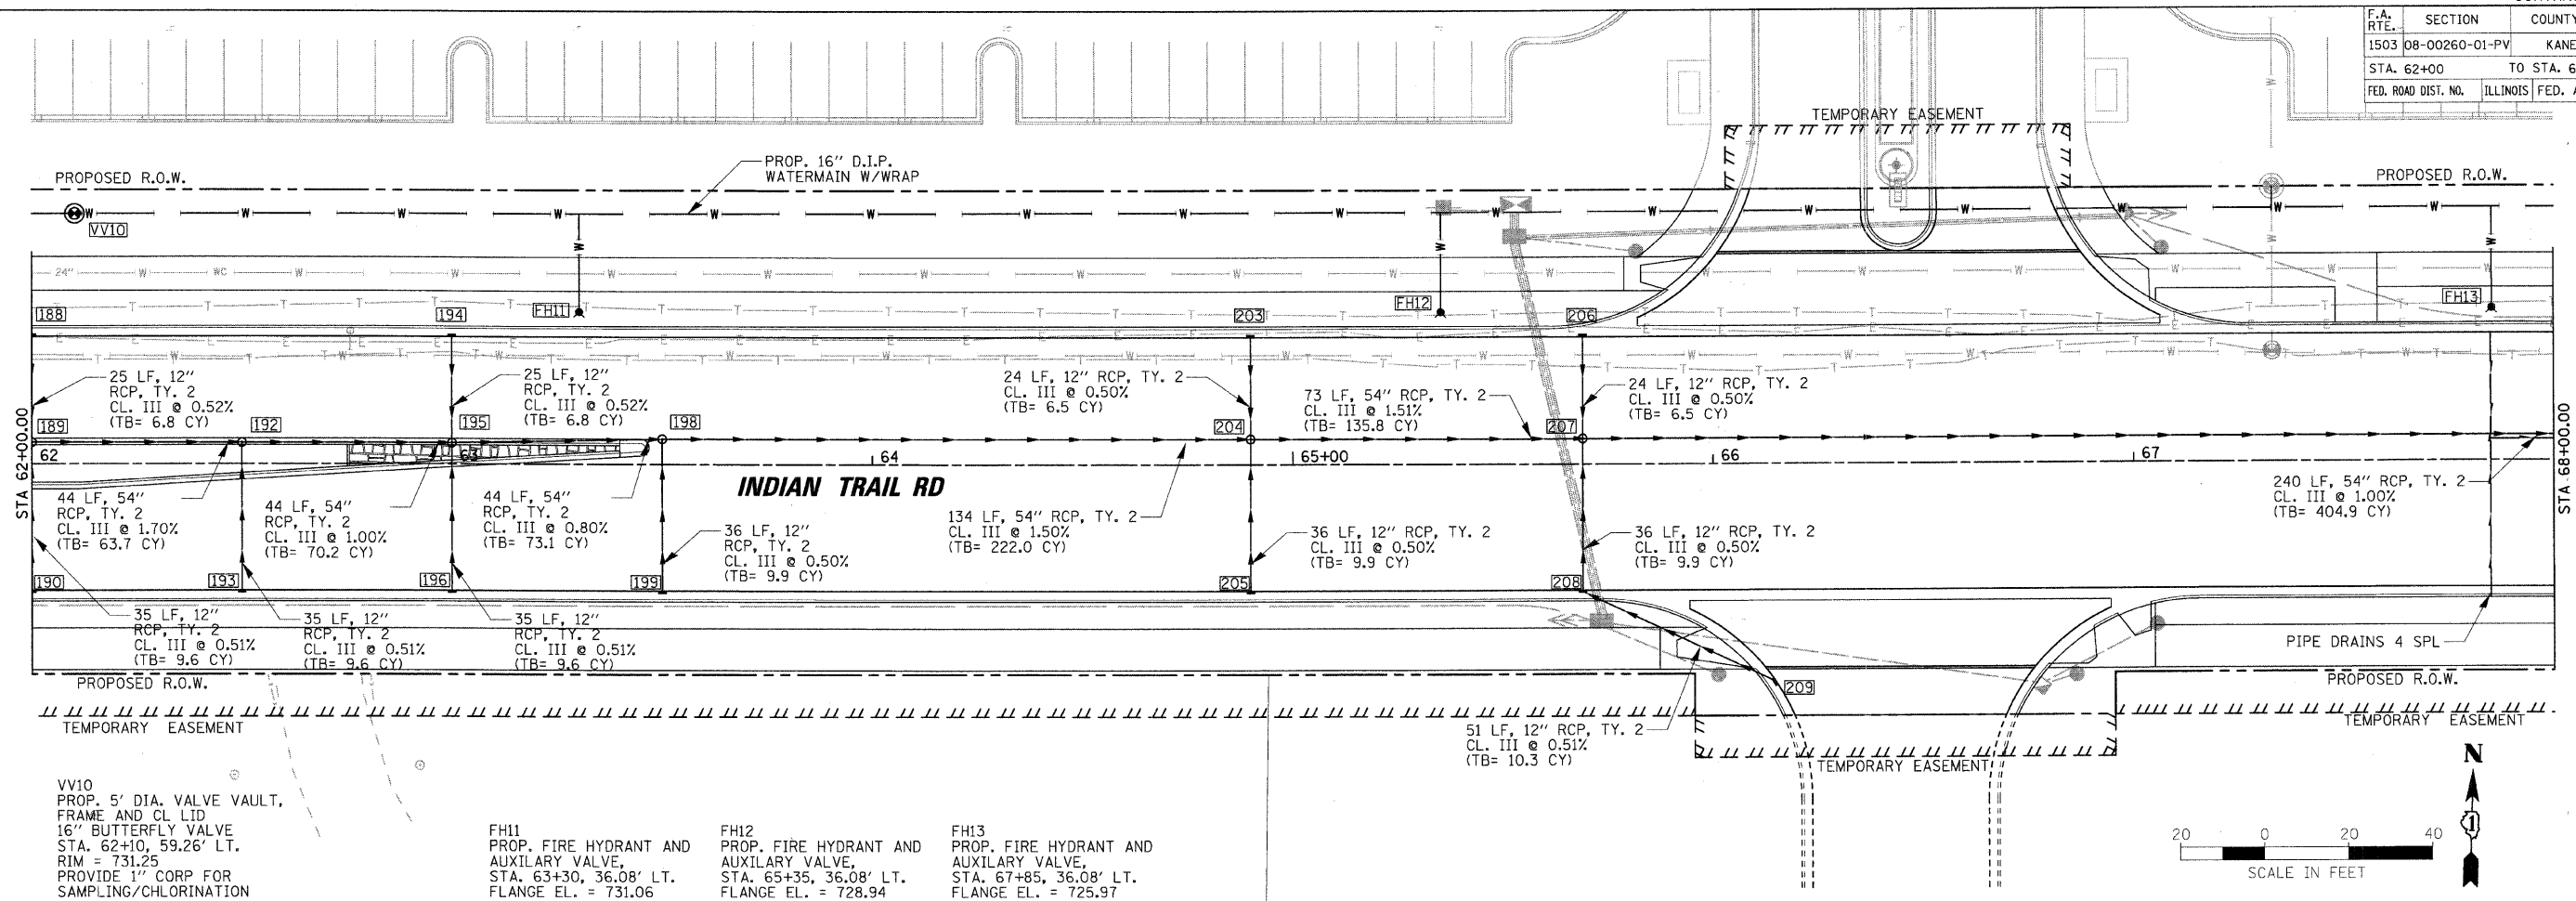 F.A. RTE. SECTION COUNTY
1503 08-00260-01-PV KANE
STA. 62+00 TO STA. 6
FED. ROAD DIST. NO. ILLINOIS FED. A
TEMPORARY EASEMENT
PROP. 16" D.I.P.
WATERMAIN W/WRAP
PROPOSED R.O.W.
PROPOSED R.O.W.
VV10
24" W WC W
188
194
FH11
203
FH12
206
FH13
25 LF, 12"
RCP, TY. 2
CL. III @ 0.52%
(TB= 6.8 CY)
25 LF, 12"
RCP, TY. 2
CL. III @ 0.52%
(TB= 6.8 CY)
24 LF, 12" RCP, TY. 2
CL. III @ 0.50%
(TB= 6.5 CY)
73 LF, 54" RCP, TY. 2
CL. III @ 1.51%
(TB= 135.8 CY)
24 LF, 12" RCP, TY. 2
CL. III @ 0.50%
(TB= 6.5 CY)
STA 62+00.00
STA 68+00.00
189
192
195
198
204
207
62
63
64
65+00
66
67
INDIAN TRAIL RD
44 LF, 54"
RCP, TY. 2
CL. III @ 1.70%
(TB= 63.7 CY)
44 LF, 54"
RCP, TY. 2
CL. III @ 1.00%
(TB= 70.2 CY)
44 LF, 54"
RCP, TY. 2
CL. III @ 0.80%
(TB= 73.1 CY)
36 LF, 12"
RCP, TY. 2
CL. III @ 0.50%
(TB= 9.9 CY)
134 LF, 54" RCP, TY. 2
CL. III @ 1.50%
(TB= 222.0 CY)
36 LF, 12" RCP, TY. 2
CL. III @ 0.50%
(TB= 9.9 CY)
36 LF, 12" RCP, TY. 2
CL. III @ 0.50%
(TB= 9.9 CY)
240 LF, 54" RCP, TY. 2
CL. III @ 1.00%
(TB= 404.9 CY)
190
193
196
199
205
208
35 LF, 12"
RCP, TY. 2
CL. III @ 0.51%
(TB= 9.6 CY)
35 LF, 12"
RCP, TY. 2
CL. III @ 0.51%
(TB= 9.6 CY)
35 LF, 12"
RCP, TY. 2
CL. III @ 0.51%
(TB= 9.6 CY)
PIPE DRAINS 4 SPL
PROPOSED R.O.W.
209
PROPOSED R.O.W.
TEMPORARY EASEMENT
TEMPORARY EASEMENT
51 LF, 12" RCP, TY. 2
CL. III @ 0.51%
(TB= 10.3 CY)
TEMPORARY EASEMENT
VV10
PROP. 5' DIA. VALVE VAULT,
FRAME AND CL LID
16" BUTTERFLY VALVE
STA. 62+10, 59.26' LT.
RIM = 731.25
PROVIDE 1" CORP FOR
SAMPLING/CHLORINATION
FH11
PROP. FIRE HYDRANT AND
AUXILARY VALVE,
STA. 63+30, 36.08' LT.
FLANGE EL. = 731.06
FH12
PROP. FIRE HYDRANT AND
AUXILARY VALVE,
STA. 65+35, 36.08' LT.
FLANGE EL. = 728.94
FH13
PROP. FIRE HYDRANT AND
AUXILARY VALVE,
STA. 67+85, 36.08' LT.
FLANGE EL. = 725.97
N
1
20 0 20 40
SCALE IN FEET